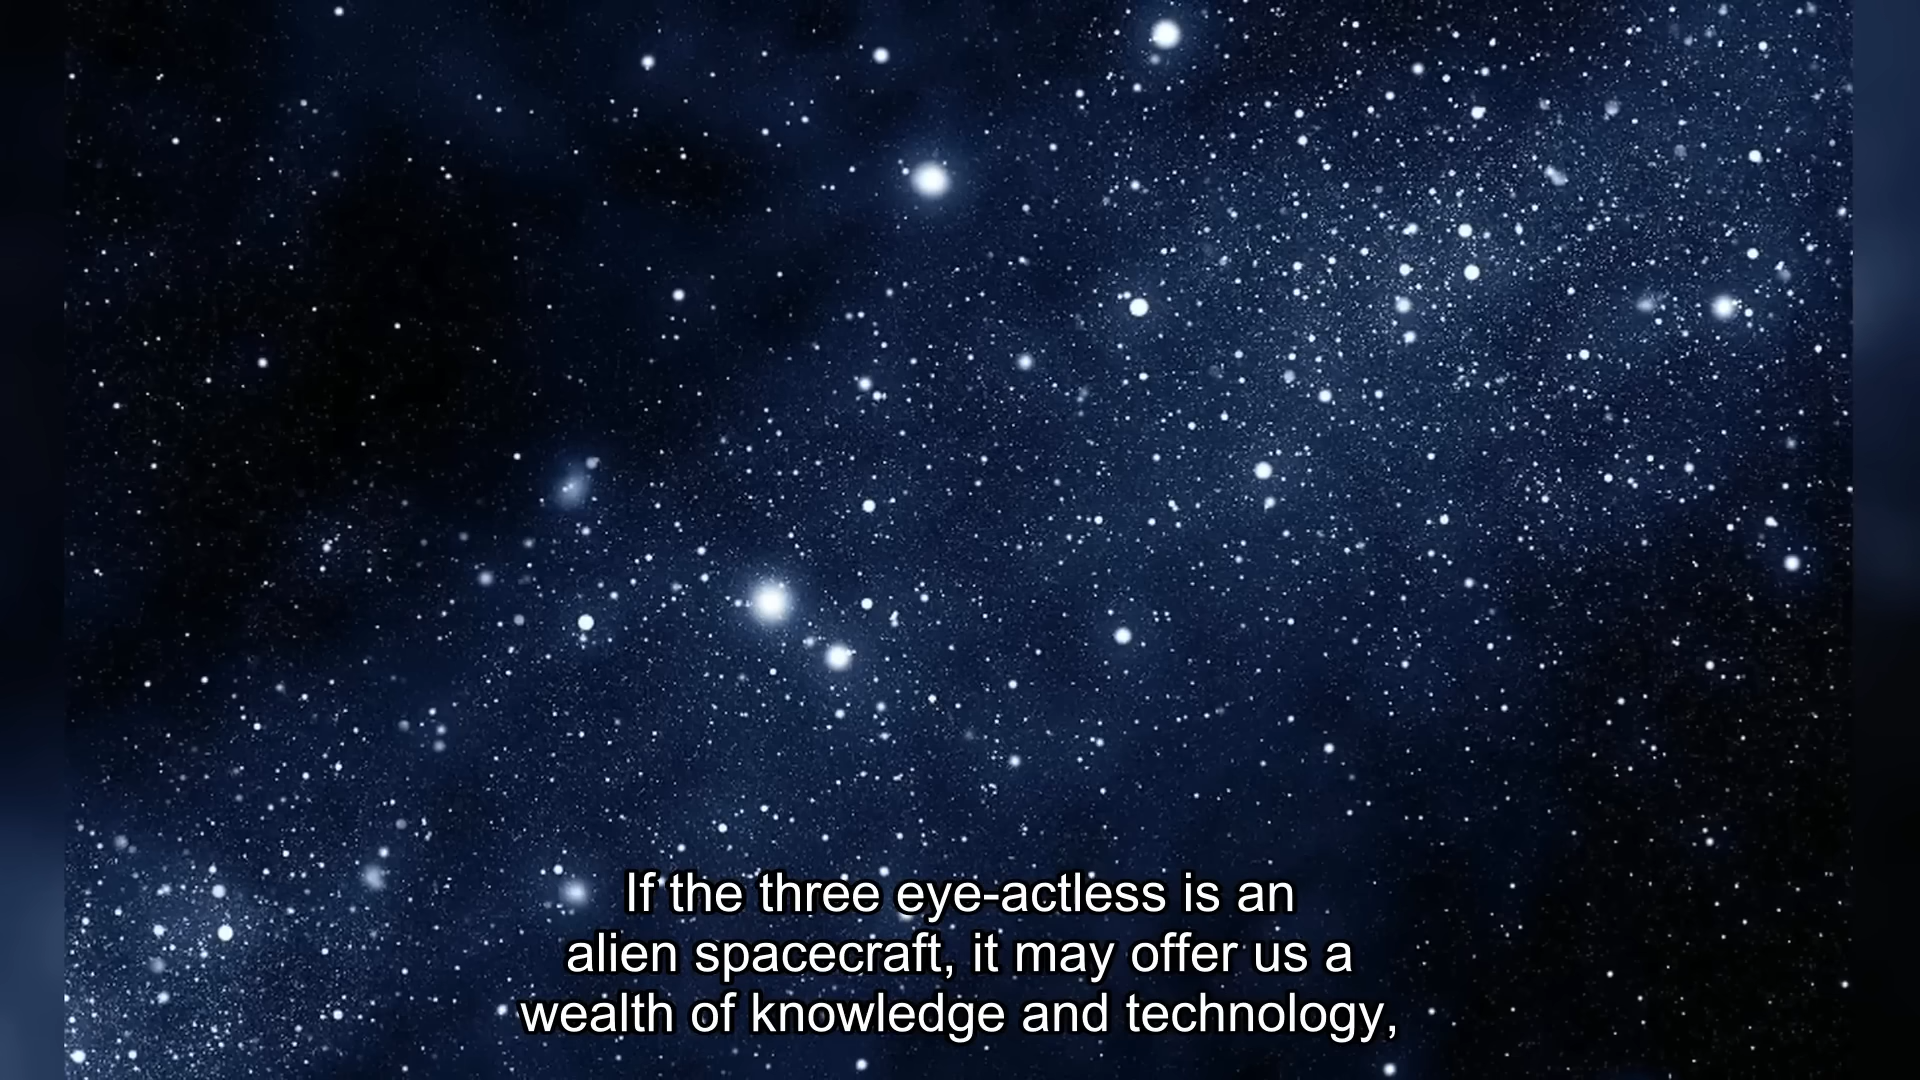 If the three eye-actless is an
alien spacecraft, it may offer us a
wealth of knowledge and technology,